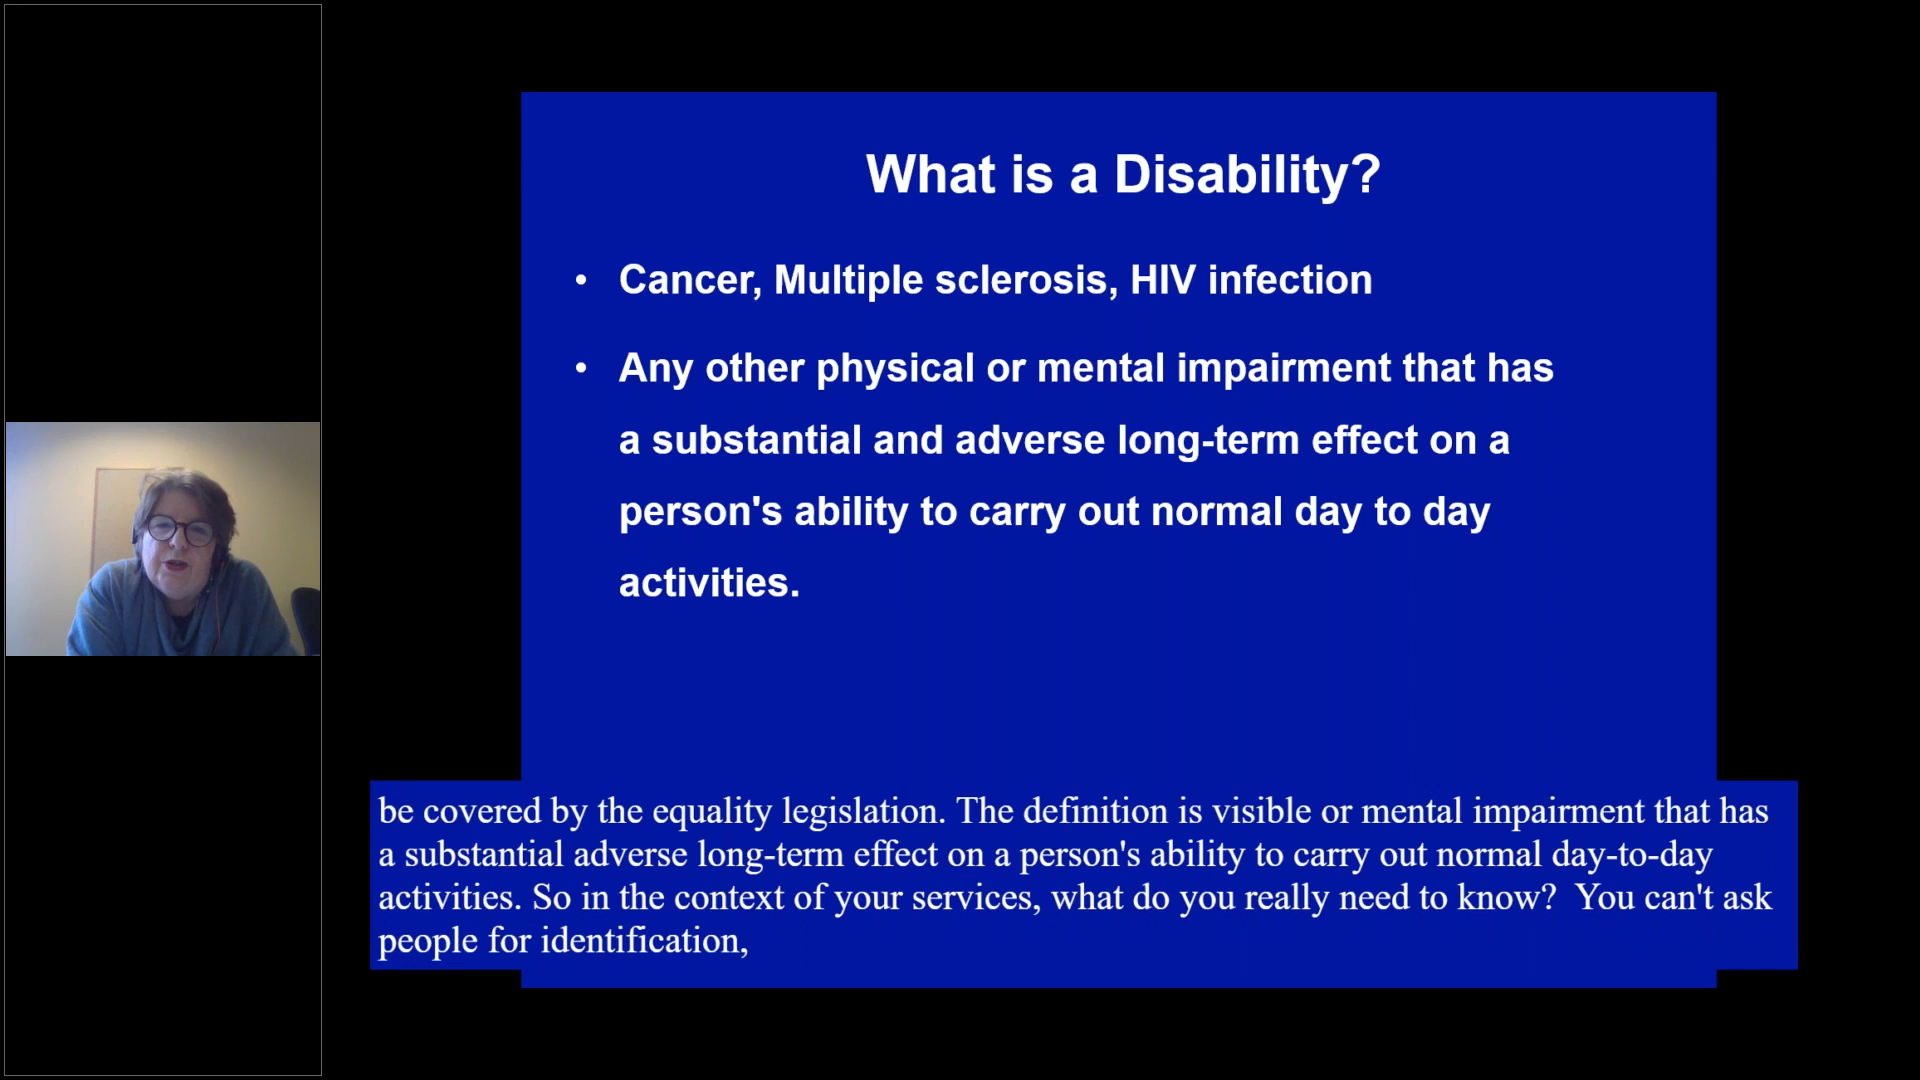 What is a Disability?
• Cancer, Multiple sclerosis, HIV infection
• Any other physical or mental impairment that has
a substantial and adverse long-term effect on a
person's ability to carry out normal day to day
activities.
be covered by the equality legislation. The definition is visible or mental impairment that has
a substantial adverse long-term effect on a person's ability to carry out normal day-to-day
activities. So in the context of your services, what do you really need to know?  You can't ask
people for identification,